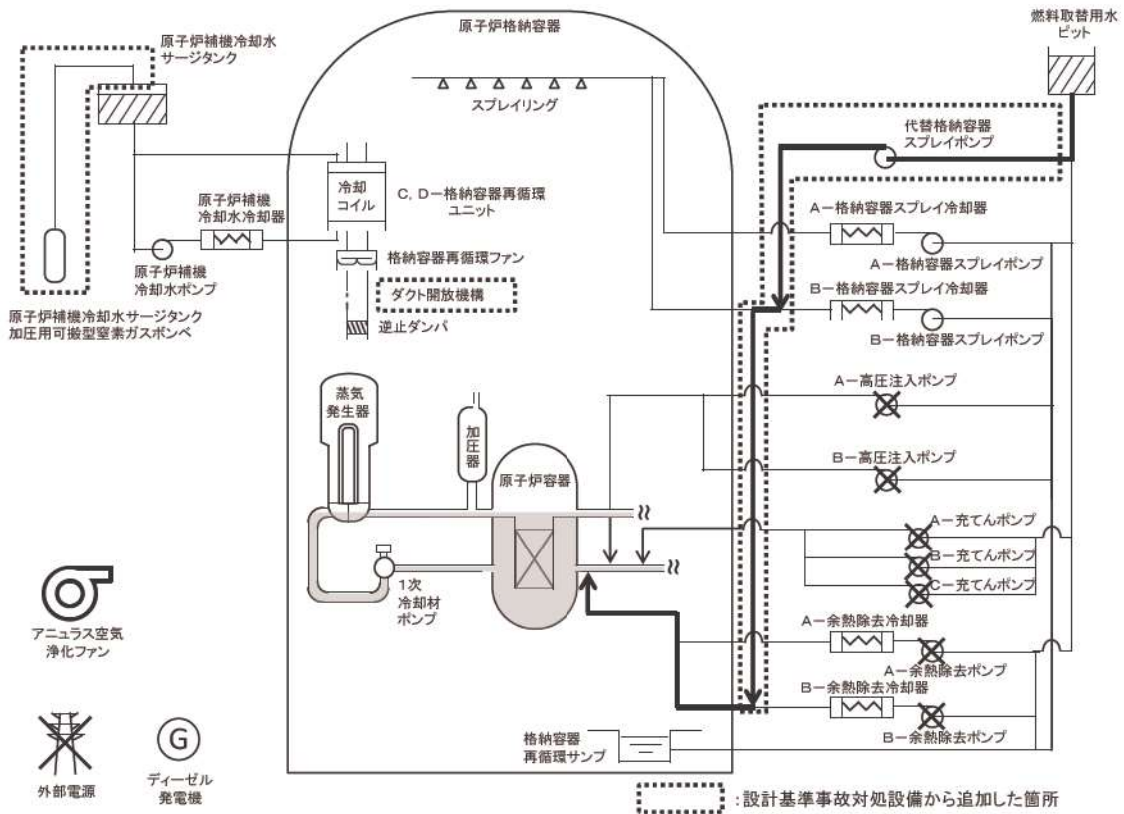 原子炉格納容器
燃料取替用水
ピット
原子炉補機冷却水
サージタンク
スプレイリング
代替格納容器
スプレイポンプ
冷却
コイル
C, D－格納容器再循環
ユニット
原子炉補機
冷却水冷却器
A－格納容器スプレイ冷却器
A－格納容器スプレイポンプ
格納容器再循環ファン
原子炉補機
冷却水ポンプ
ダクト開放機構
B－格納容器スプレイ冷却器
B－格納容器スプレイポンプ
原子炉補機冷却水サージタンク
加圧用可搬型窒素ガスボンベ
逆止ダンパ
蒸気
発生器
加圧器
A－高圧注入ポンプ
B－高圧注入ポンプ
原子炉容器
A－充てんポンプ
B－充てんポンプ
C－充てんポンプ
1次
冷却材
ポンプ
アニュラス空気
浄化ファン
A－余熱除去冷却器
A－余熱除去ポンプ
B－余熱除去冷却器
B－余熱除去ポンプ
格納容器
再循環サンプ
G
外部電源
ディーゼル
発電機
：設計基準事故対処設備から追加した箇所